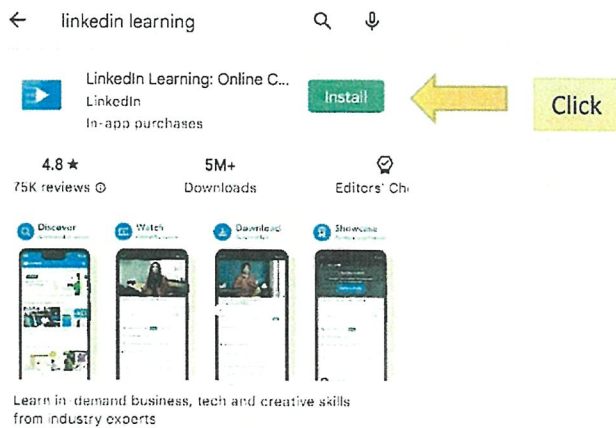 linkedin learning
LinkedIn Learning: Online C...
LinkedIn
In-app purchases
Install
Click
4.8 ★
5M+
75K reviews
Downloads
Editors' Ch
Discover
Watch
Download
Showcase
Learn in-demand business, tech and creative skills
from industry experts